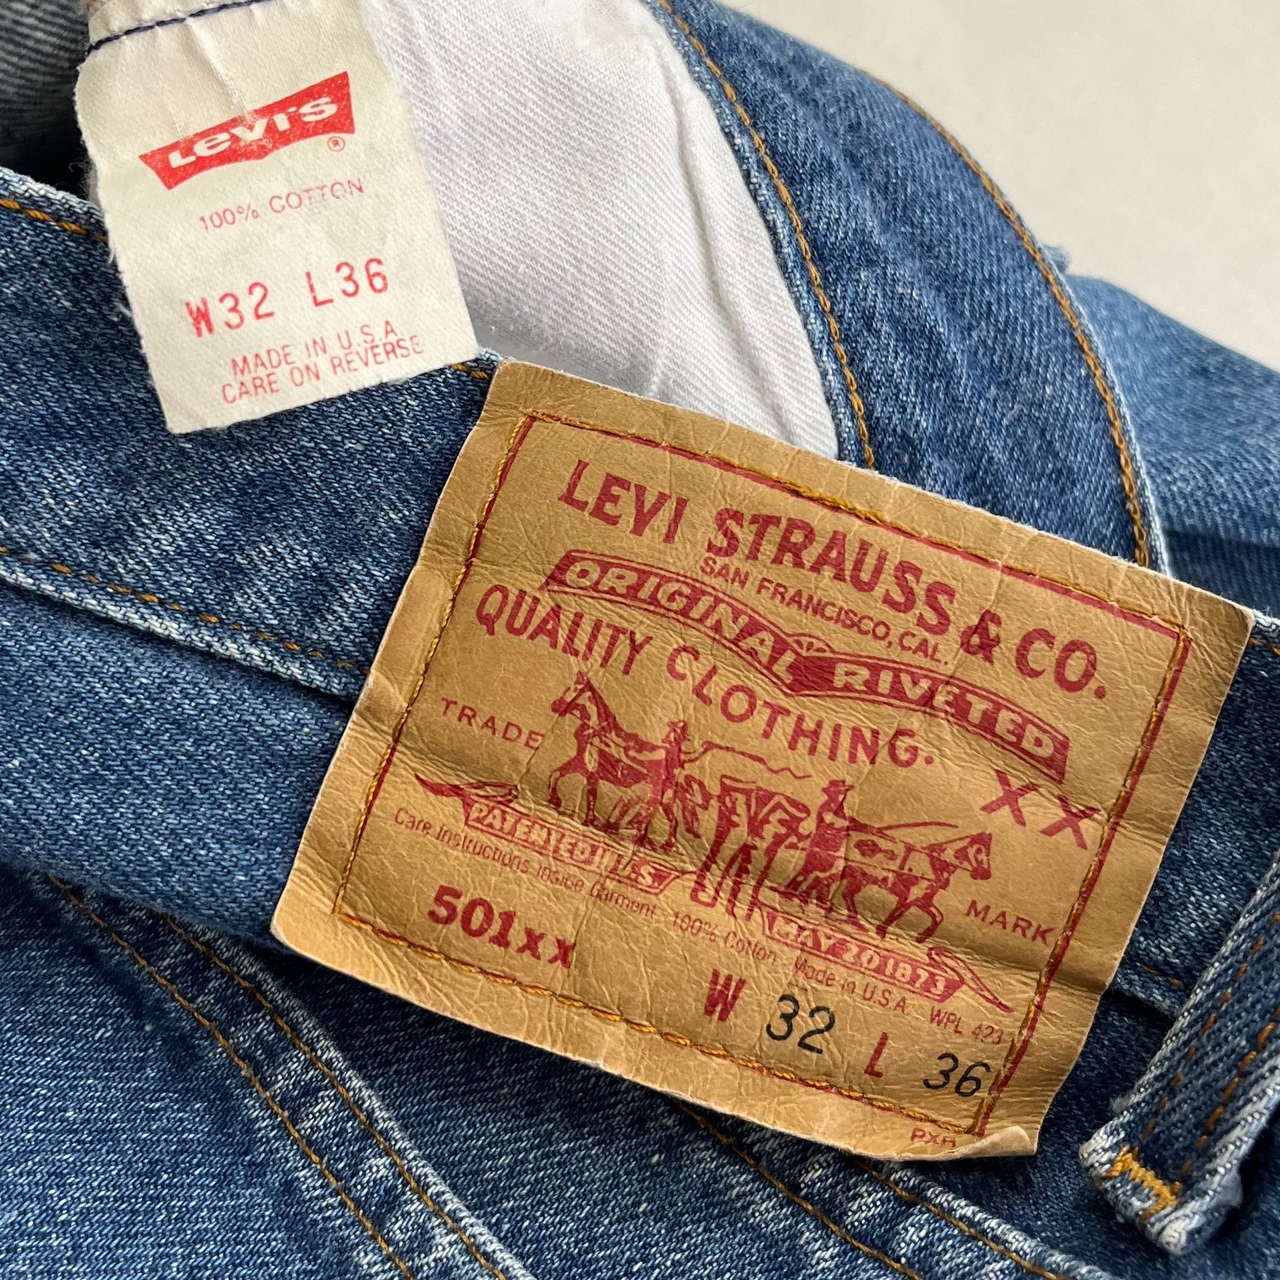 Levi's ®
100% COTTON
W32 L36
MADE IN U.S.A.
CARE ON REVERSE
LEVI STRAUSS & CO.
SAN FRANCISCO, CAL.
ORIGINAL RIVETED
QUALITY CLOTHING.
TRADE
XX
PATENTED IN U.S.
MAY 20 1873
MARK
Care Instructions Inside Garment 100% Cotton Made in U.S.A. WPL 423
501xx
W 32 L 36